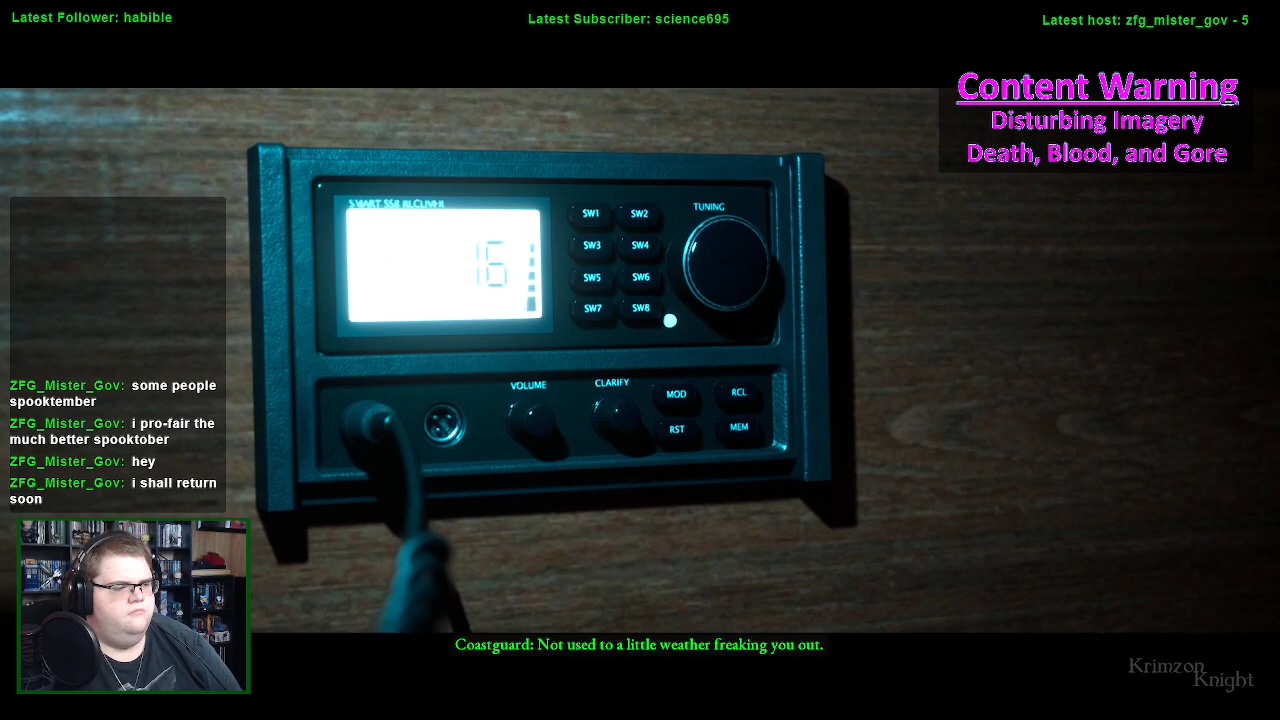 Latest Follower: habible
Latest Subscriber: science695
Latest host: zfg_mister_gov - 5
Content Warning
Disturbing Imagery
Death, Blood, and Gore
SMART SSB RECEIVER
16
SW1
SW2
SW3
SW4
SW5
SW6
SW7
SW8
TUNING
VOLUME
CLARIFY
MOD
RCL
RST
MEM
ZFG_Mister_Gov: some people
spooktember
ZFG_Mister_Gov: i pro-fair the
much better spooktober
ZFG_Mister_Gov: hey
ZFG_Mister_Gov: i shall return
soon
Coastguard: Not used to a little weather freaking you out.
Krimzon
Knight